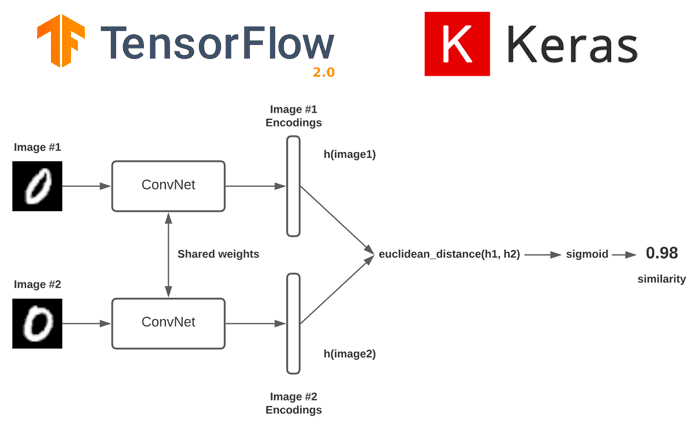 TensorFlow
2.0
K Keras
Image #1
Encodings
Image #1
h(image1)
ConvNet
Shared weights
euclidean_distance(h1, h2)
sigmoid
0.98
similarity
Image #2
ConvNet
h(image2)
Image #2
Encodings